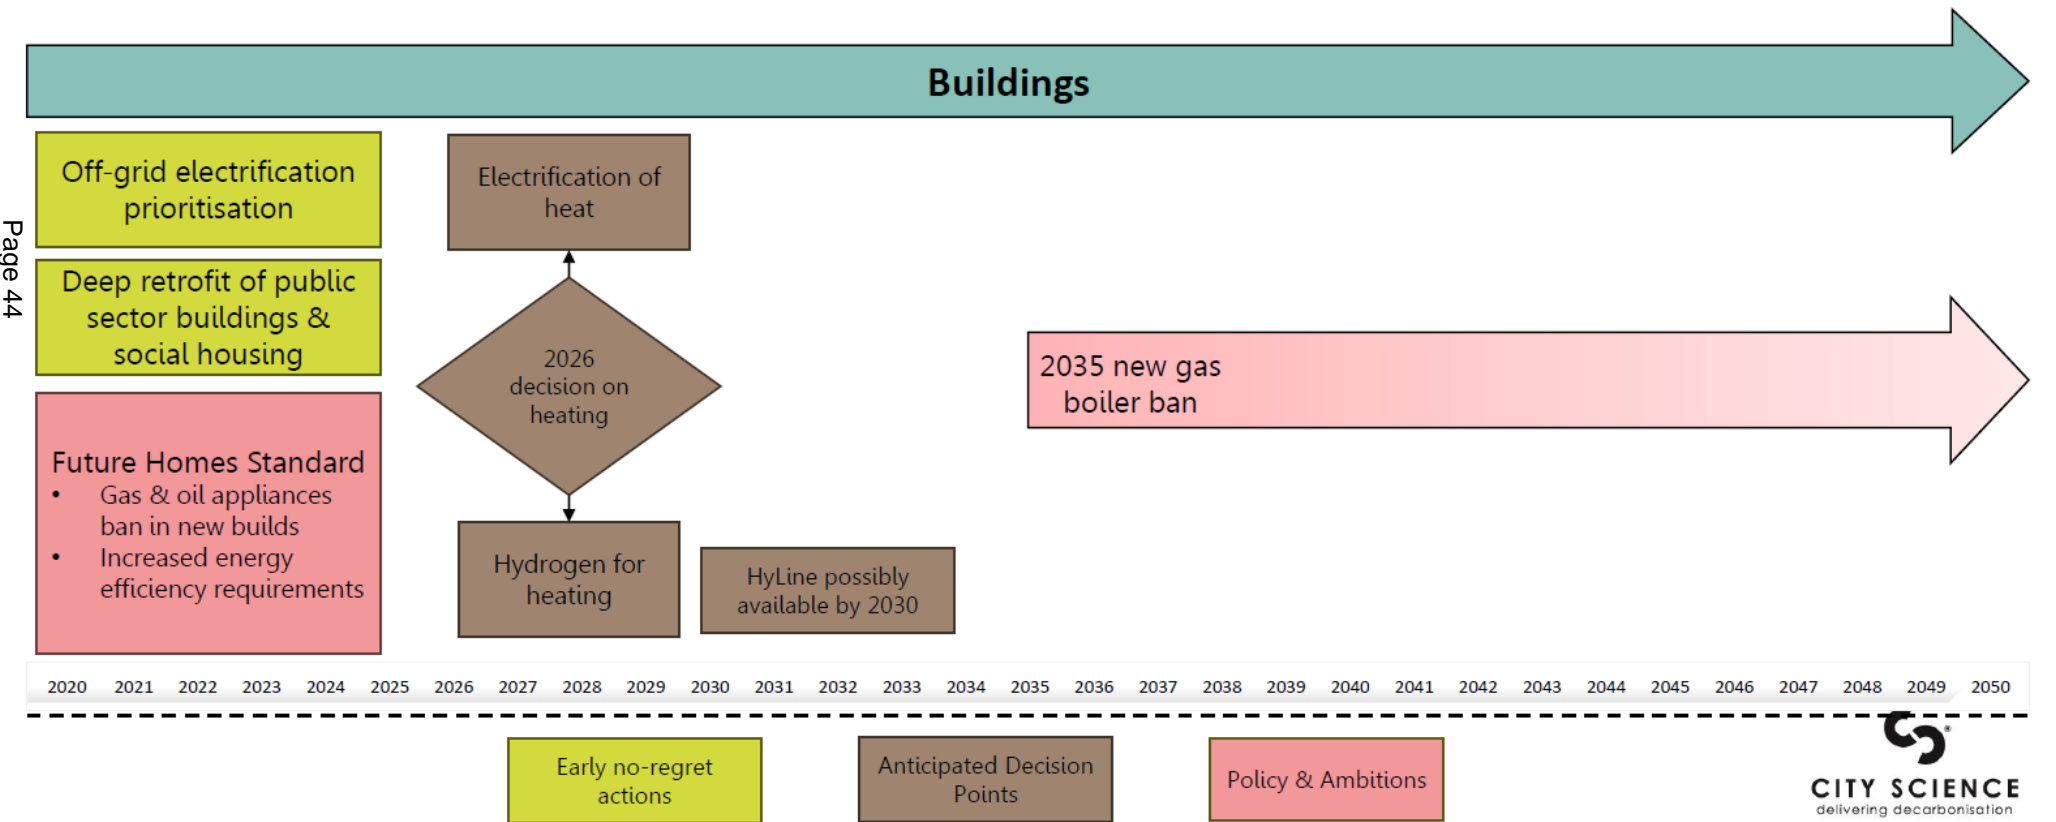 Buildings
Page 44
Off-grid electrification
prioritisation
Deep retrofit of public
sector buildings &
social housing
Future Homes Standard
• Gas & oil appliances
ban in new builds
• Increased energy
efficiency requirements
Electrification of
heat
2026
decision on
heating
Hydrogen for
heating
HyLine possibly
available by 2030
2035 new gas
boiler ban
2020 2021 2022 2023 2024 2025 2026 2027 2028 2029 2030 2031 2032 2033 2034 2035 2036 2037 2038 2039 2040 2041 2042 2043 2044 2045 2046 2047 2048 2049 2050
Early no-regret
actions
Anticipated Decision
Points
Policy & Ambitions
CITY SCIENCE
delivering decarbonisation